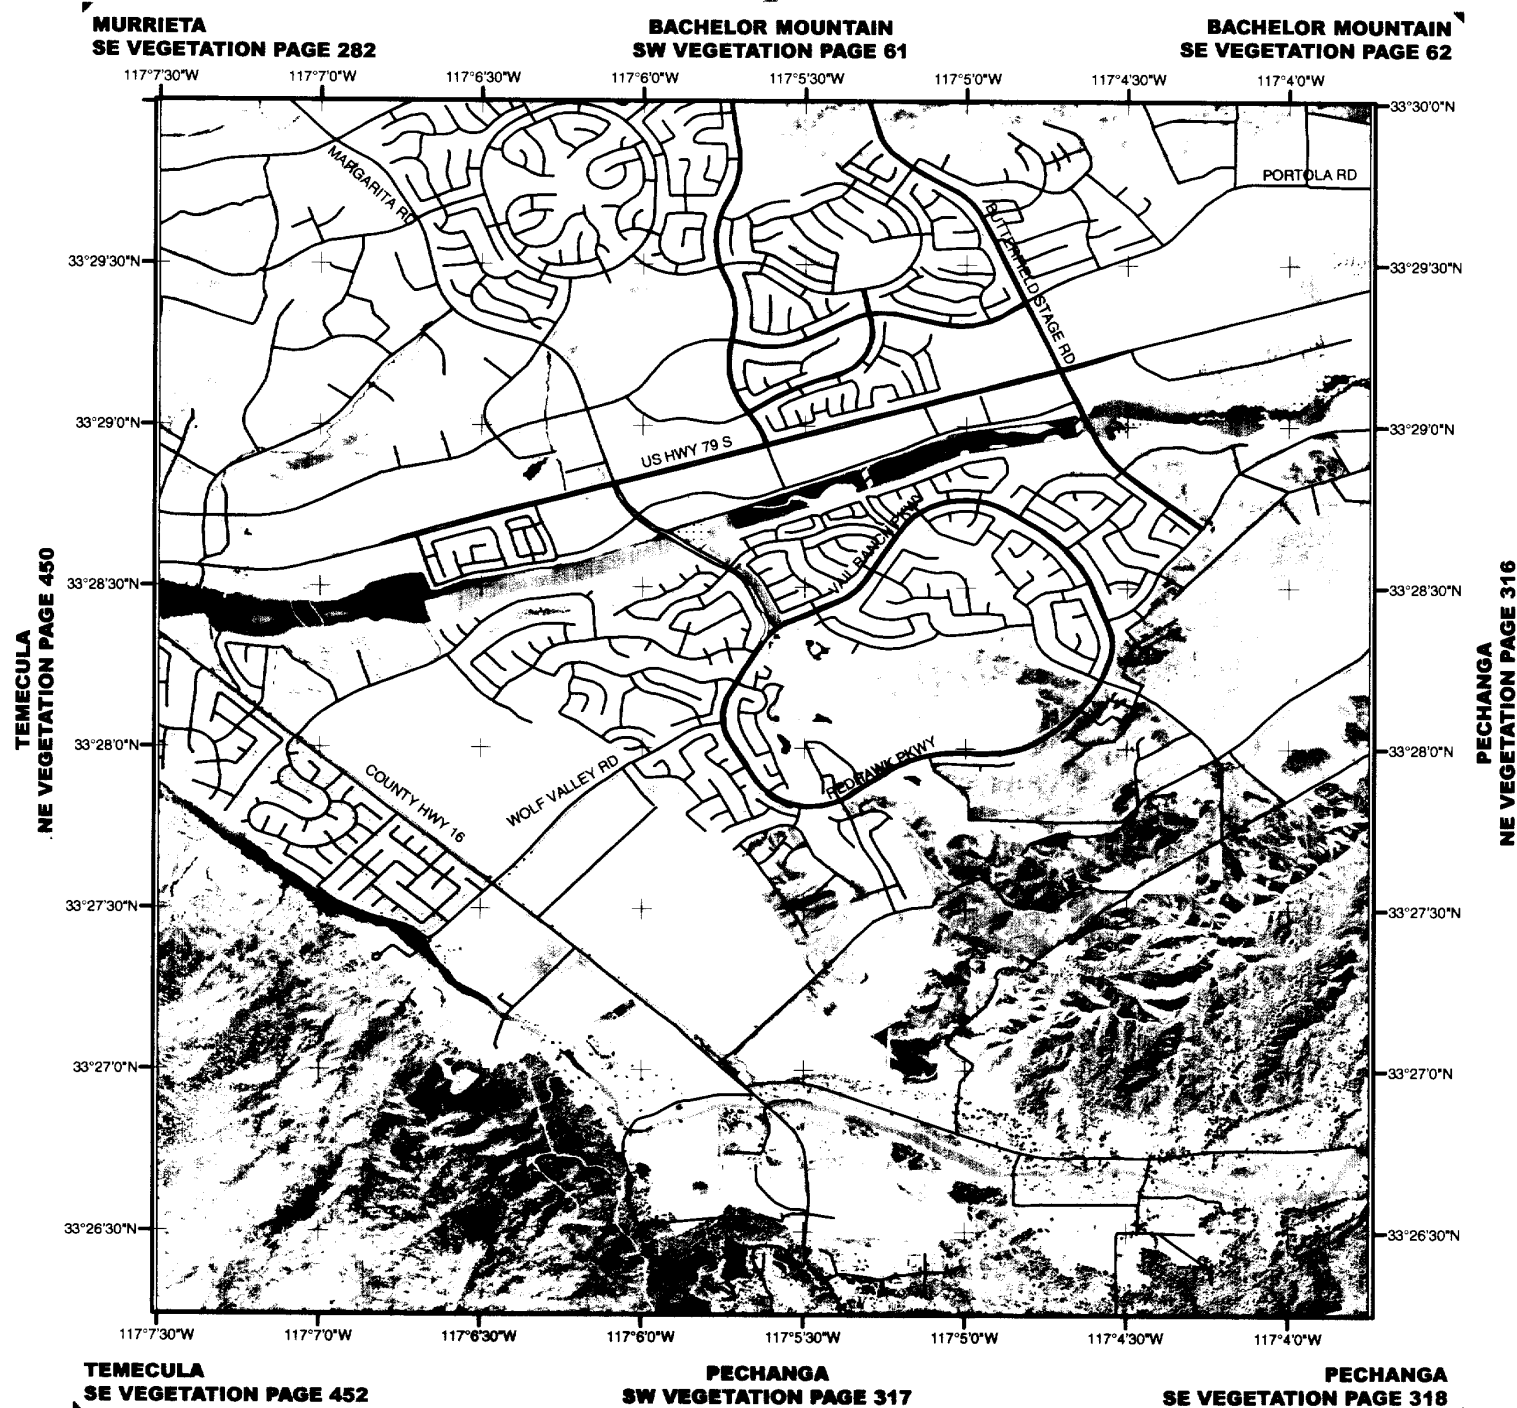 MURRIETA
SE VEGETATION PAGE 282
BACHELOR MOUNTAIN
SW VEGETATION PAGE 61
BACHELOR MOUNTAIN
SE VEGETATION PAGE 62
117°7'30"W
117°7'0"W
117°6'30"W
117°6'0"W
117°5'30"W
117°5'0"W
117°4'30"W
117°4'0"W
33°30'0"N
MARGARITA RD
PORTOLA RD
BUTTERFIELD STAGE RD
33°29'30"N
33°29'30"N
33°29'0"N
33°29'0"N
US HWY 79 S
VAIL RANCH PKWY
33°28'30"N
33°28'30"N
TEMECULA
NE VEGETATION PAGE 450
PECHANGA
NE VEGETATION PAGE 316
33°28'0"N
33°28'0"N
REDHAWK PKWY
WOLF VALLEY RD
COUNTY HWY 16
33°27'30"N
33°27'30"N
33°27'0"N
33°27'0"N
33°26'30"N
33°26'30"N
117°7'30"W
117°7'0"W
117°6'30"W
117°6'0"W
117°5'30"W
117°5'0"W
117°4'30"W
117°4'0"W
TEMECULA
SE VEGETATION PAGE 452
PECHANGA
SW VEGETATION PAGE 317
PECHANGA
SE VEGETATION PAGE 318